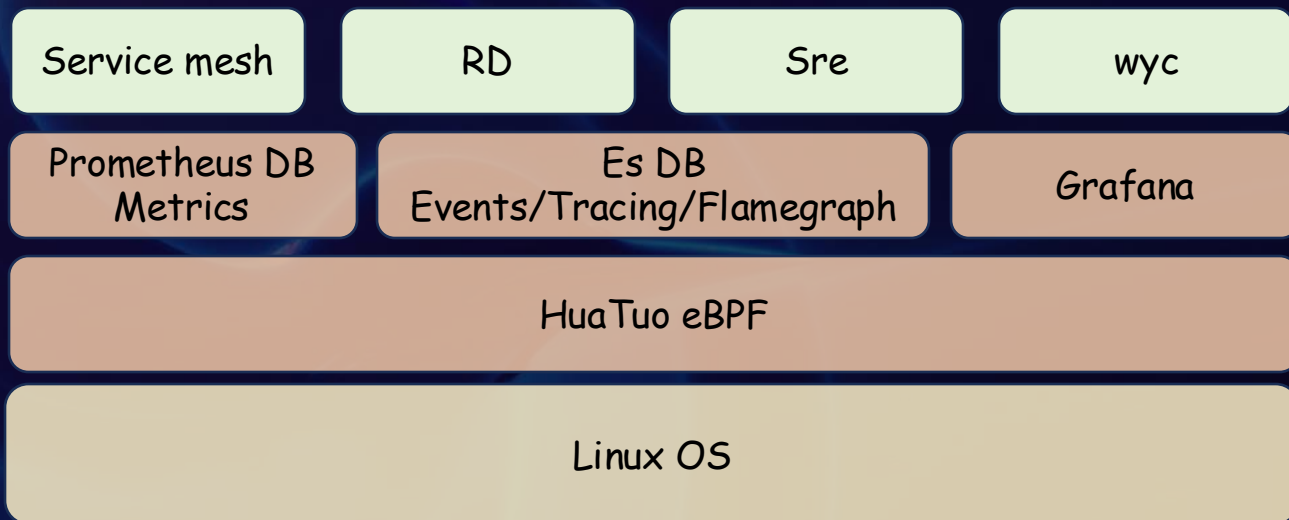 Service mesh
RD
Sre
wyc
Prometheus DB
Metrics
Es DB
Events/Tracing/Flamegraph
Grafana
HuaTuo eBPF
Linux OS